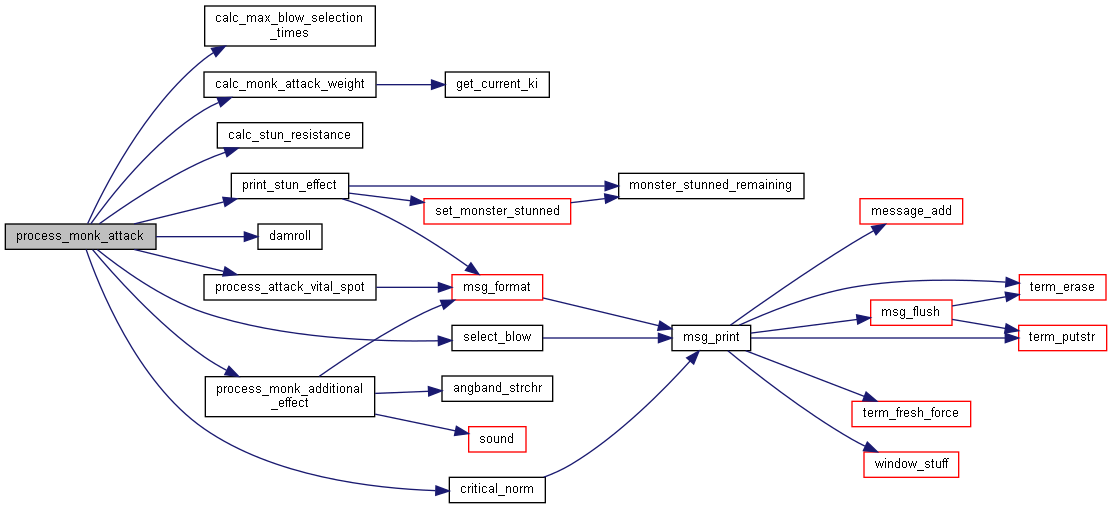 calc_max_blow_selection
_times
calc_monk_attack_weight
get_current_ki
calc_stun_resistance
print_stun_effect
monster_stunned_remaining
set_monster_stunned
message_add
process_monk_attack
damroll
process_attack_vital_spot
msg_format
term_erase
msg_flush
select_blow
msg_print
term_putstr
process_monk_additional
_effect
angband_strchr
term_fresh_force
sound
window_stuff
critical_norm